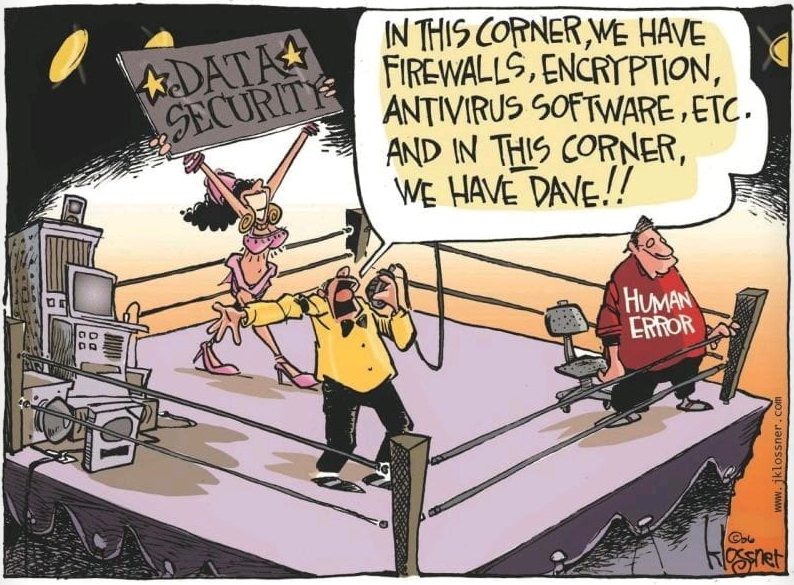 IN THIS CORNER, WE HAVE
FIREWALLS, ENCRYPTION,
ANTIVIRUS SOFTWARE, ETC.
AND IN THIS CORNER,
WE HAVE DAVE!!
DATA
SECURITY
HUMAN
ERROR
www.jklossner.com
©06
Klossner